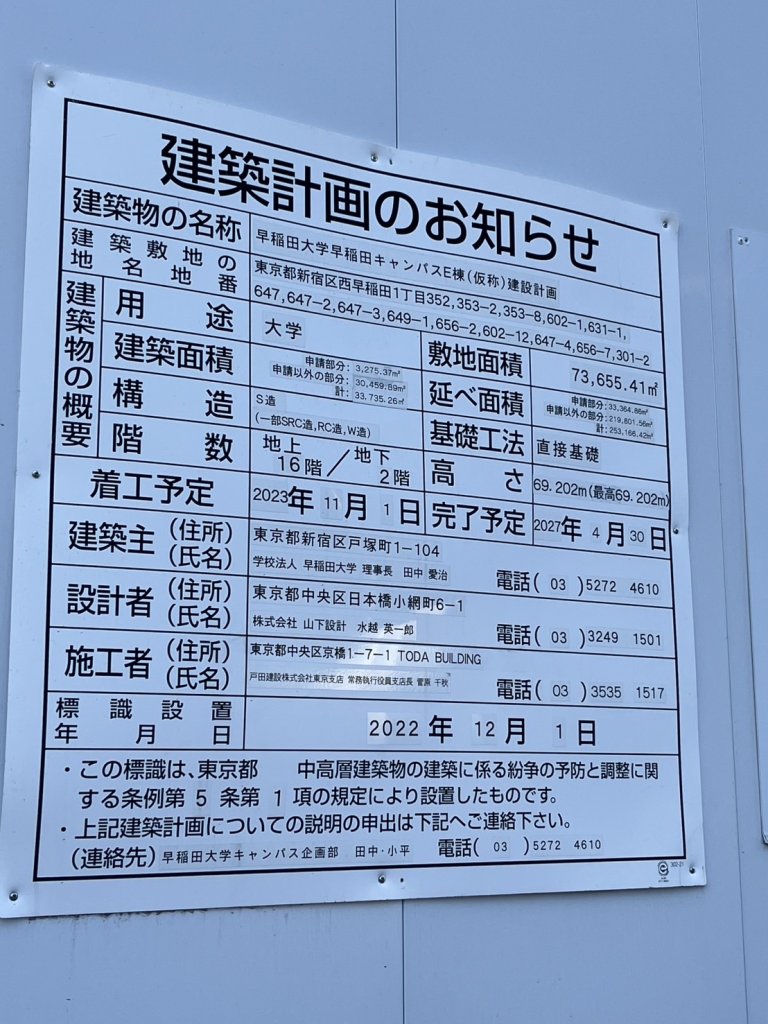 建築計画のお知らせ
建築物の名称 早稲田大学早稲田キャンパスE棟(仮称)建設計画
建築敷地の地名地番 東京都新宿区西早稲田1丁目352,353-2,353-8,602-1,631-1,
647,647-2,647-3,649-1,656-2,602-12,647-4,656-7,301-2
建築物の概要
用途 大学 敷地面積 73,655.41㎡
建築面積 申請部分: 3,275.37㎡
申請以外の部分: 30,459.89㎡
計: 33,735.26㎡
延べ面積 申請部分: 33,364.86㎡
申請以外の部分: 219,801.56㎡
計: 253,166.42㎡
構造 S造
(一部SRC造,RC造,W造)
基礎工法 直接基礎
階数 地上16階/地下2階 高さ 69.202m(最高69.202m)
着工予定 2023年 11月 1日 完了予定 2027年 4月 30日
建築主 (住所) 東京都新宿区戸塚町1-104
(氏名) 学校法人 早稲田大学 理事長 田中 愛治 電話( 03 )5272 4610
設計者 (住所) 東京都中央区日本橋小網町6-1
(氏名) 株式会社 山下設計 水越 英一郎 電話( 03 )3249 1501
施工者 (住所) 東京都中央区京橋1-7-1 TODA BUILDING
(氏名) 戸田建設株式会社東京支店 常務執行役員支店長 菅原 千秋 電話( 03 )3535 1517
標識設置年月日 2022年 12月 1日
・この標識は、東京都 中高層建築物の建築に係る紛争の予防と調整に関
する条例第 5 条第 1 項の規定により設置したものです。
・上記建築計画についての説明の申出は下記へご連絡下さい。
(連絡先)早稲田大学キャンパス企画部 田中・小平 電話( 03 )5272 4610